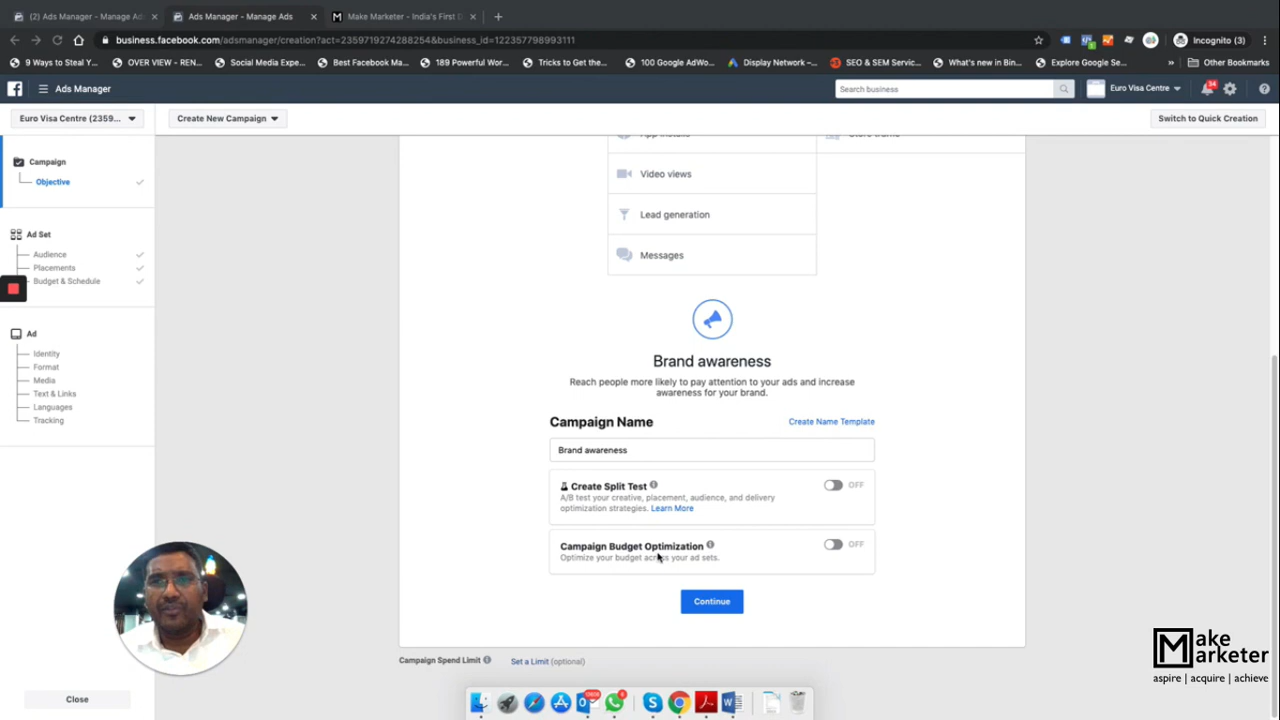 (2) Ads Manager - Manage Ad
Ads Manager - Manage Ads
Make Marketer - India's First D
business.facebook.com/adsmanager/creation?act=2359719274288254&business_id=122357798993111
Incognito (3)
9 Ways to Steal Y...
OVER VIEW - REN...
Social Media Expe...
Best Facebook Ma...
189 Powerful Wor...
Tricks to Get the...
100 Google AdWo...
Display Network –...
SEO & SEM Servic...
What's new in Bin...
Explore Google Se...
»
Other Bookmarks
Ads Manager
Search business
Euro Visa Centre
34
Euro Visa Centre (2359...
Create New Campaign
Switch to Quick Creation
Campaign
Objective
Ad Set
Audience
Placements
Budget & Schedule
Ad
Identity
Format
Media
Text & Links
Languages
Tracking
Close
Video views
Lead generation
Messages
Brand awareness
Reach people more likely to pay attention to your ads and increase
awareness for your brand.
Campaign Name
Create Name Template
Brand awareness
Create Split Test
OFF
A/B test your creative, placement, audience, and delivery
optimization strategies. Learn More
Campaign Budget Optimization
OFF
Optimize your budget across your ad sets.
Continue
Campaign Spend Limit
Set a Limit (optional)
Make
Marketer
aspire | acquire | achieve